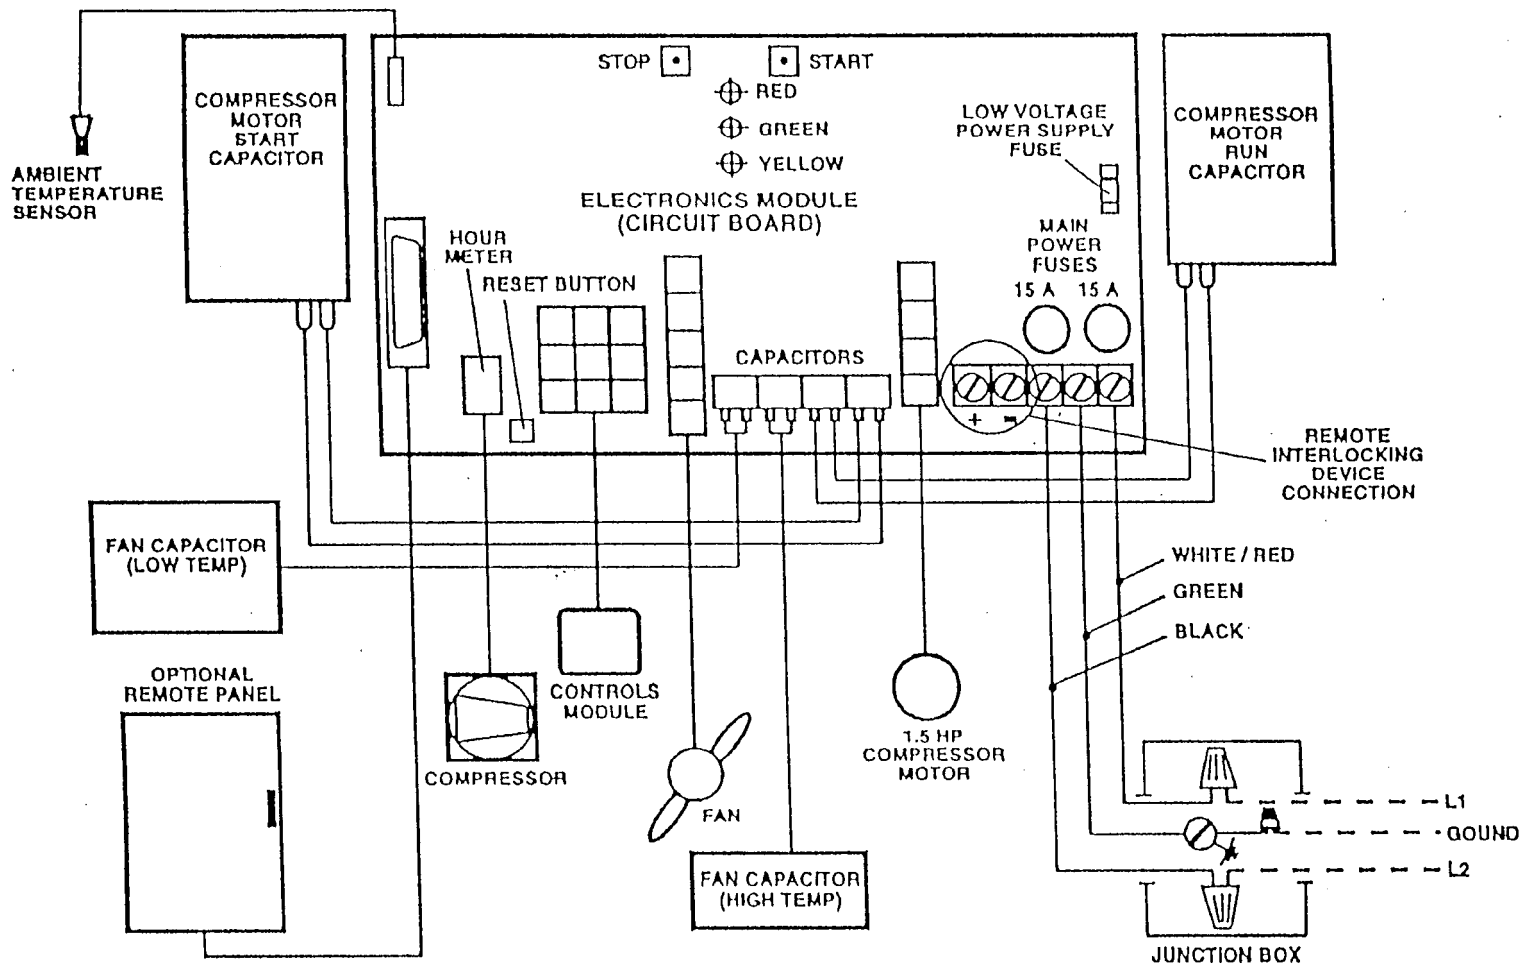 STOP
START
RED
GREEN
YELLOW
ELECTRONICS MODULE
(CIRCUIT BOARD)
COMPRESSOR
MOTOR
START
CAPACITOR
AMBIENT
TEMPERATURE
SENSOR
LOW VOLTAGE
POWER SUPPLY
FUSE
COMPRESSOR
MOTOR
RUN
CAPACITOR
HOUR
METER
RESET BUTTON
MAIN
POWER
FUSES
15 A 15 A
CAPACITORS
+ -
REMOTE
INTERLOCKING
DEVICE
CONNECTION
FAN CAPACITOR
(LOW TEMP)
WHITE / RED
GREEN
BLACK
OPTIONAL
REMOTE PANEL
CONTROLS
MODULE
COMPRESSOR
FAN
1.5 HP
COMPRESSOR
MOTOR
FAN CAPACITOR
(HIGH TEMP)
L1
GOUND
L2
JUNCTION BOX